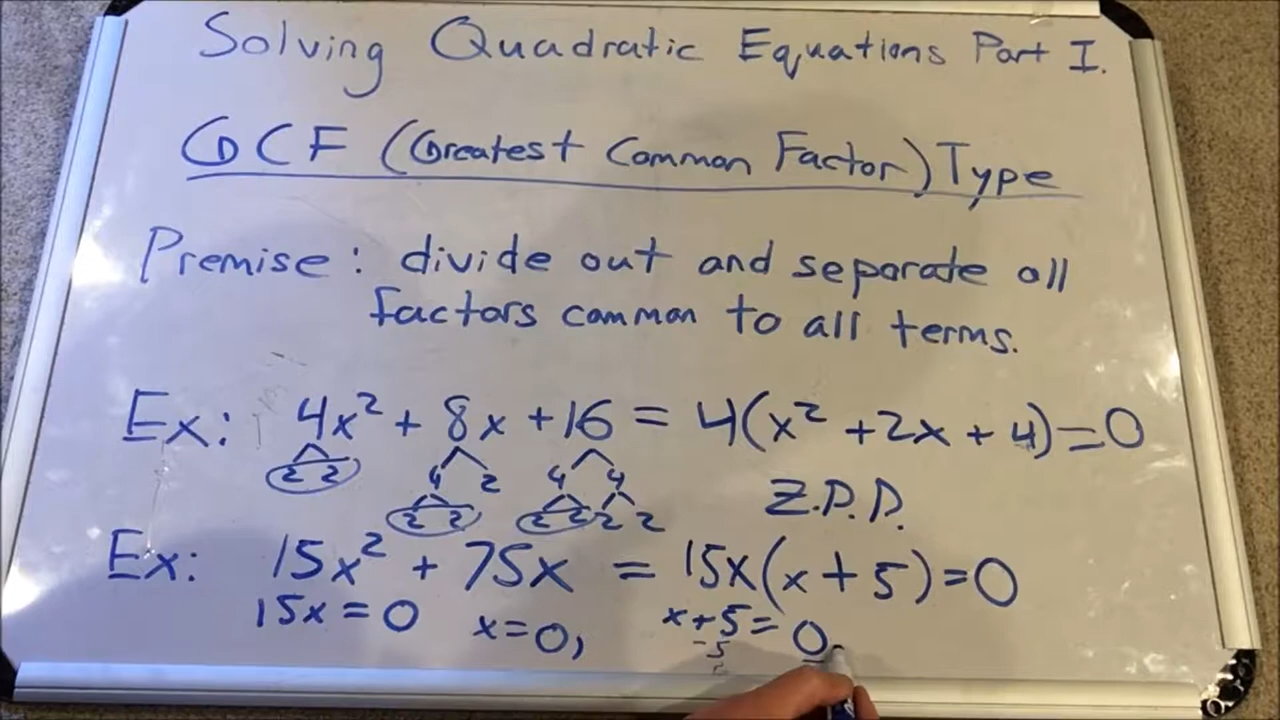 Solving Quadratic Equations Part I.
GCF (Greatest Common Factor) Type
Premise: divide out and separate all
factors common to all terms.
Ex: 4x² + 8x + 16 = 4(x² + 2x + 4) = 0
2 2 4 2 4 4
2 2 2 2 2 2 Z.P.P.
Ex: 15x² + 75x = 15x(x + 5) = 0
15x = 0 x = 0, x + 5 = 0
-5